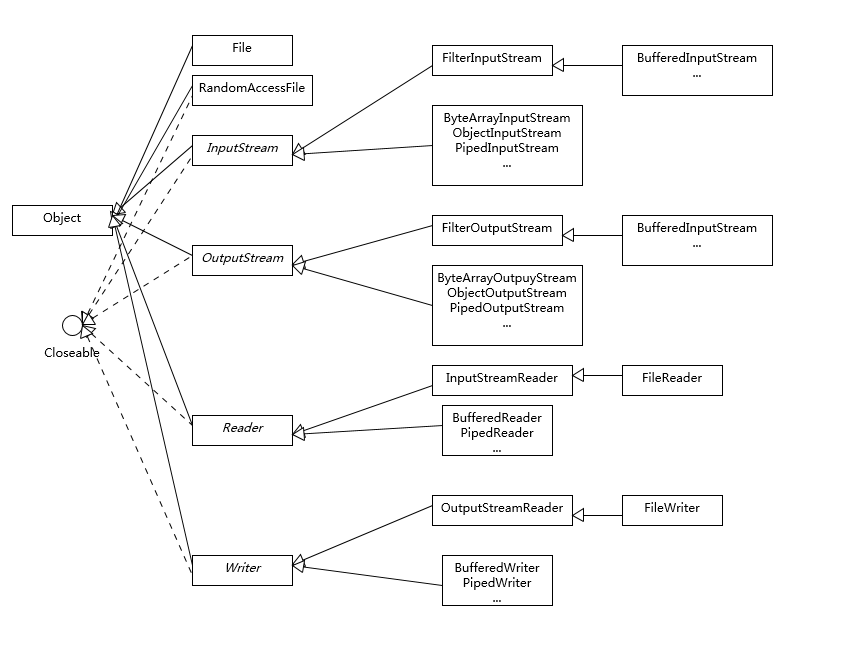 File
FilterInputStream
BufferedInputStream
...
RandomAccessFile
ByteArrayInputStream
ObjectInputStream
PipedInputStream
...
InputStream
Object
FilterOutputStream
BufferedInputStream
...
OutputStream
ByteArrayOutpuyStream
ObjectOutputStream
PipedOutputStream
...
Closeable
InputStreamReader
FileReader
Reader
BufferedReader
PipedReader
...
OutputStreamReader
FileWriter
Writer
BufferedWriter
PipedWriter
...